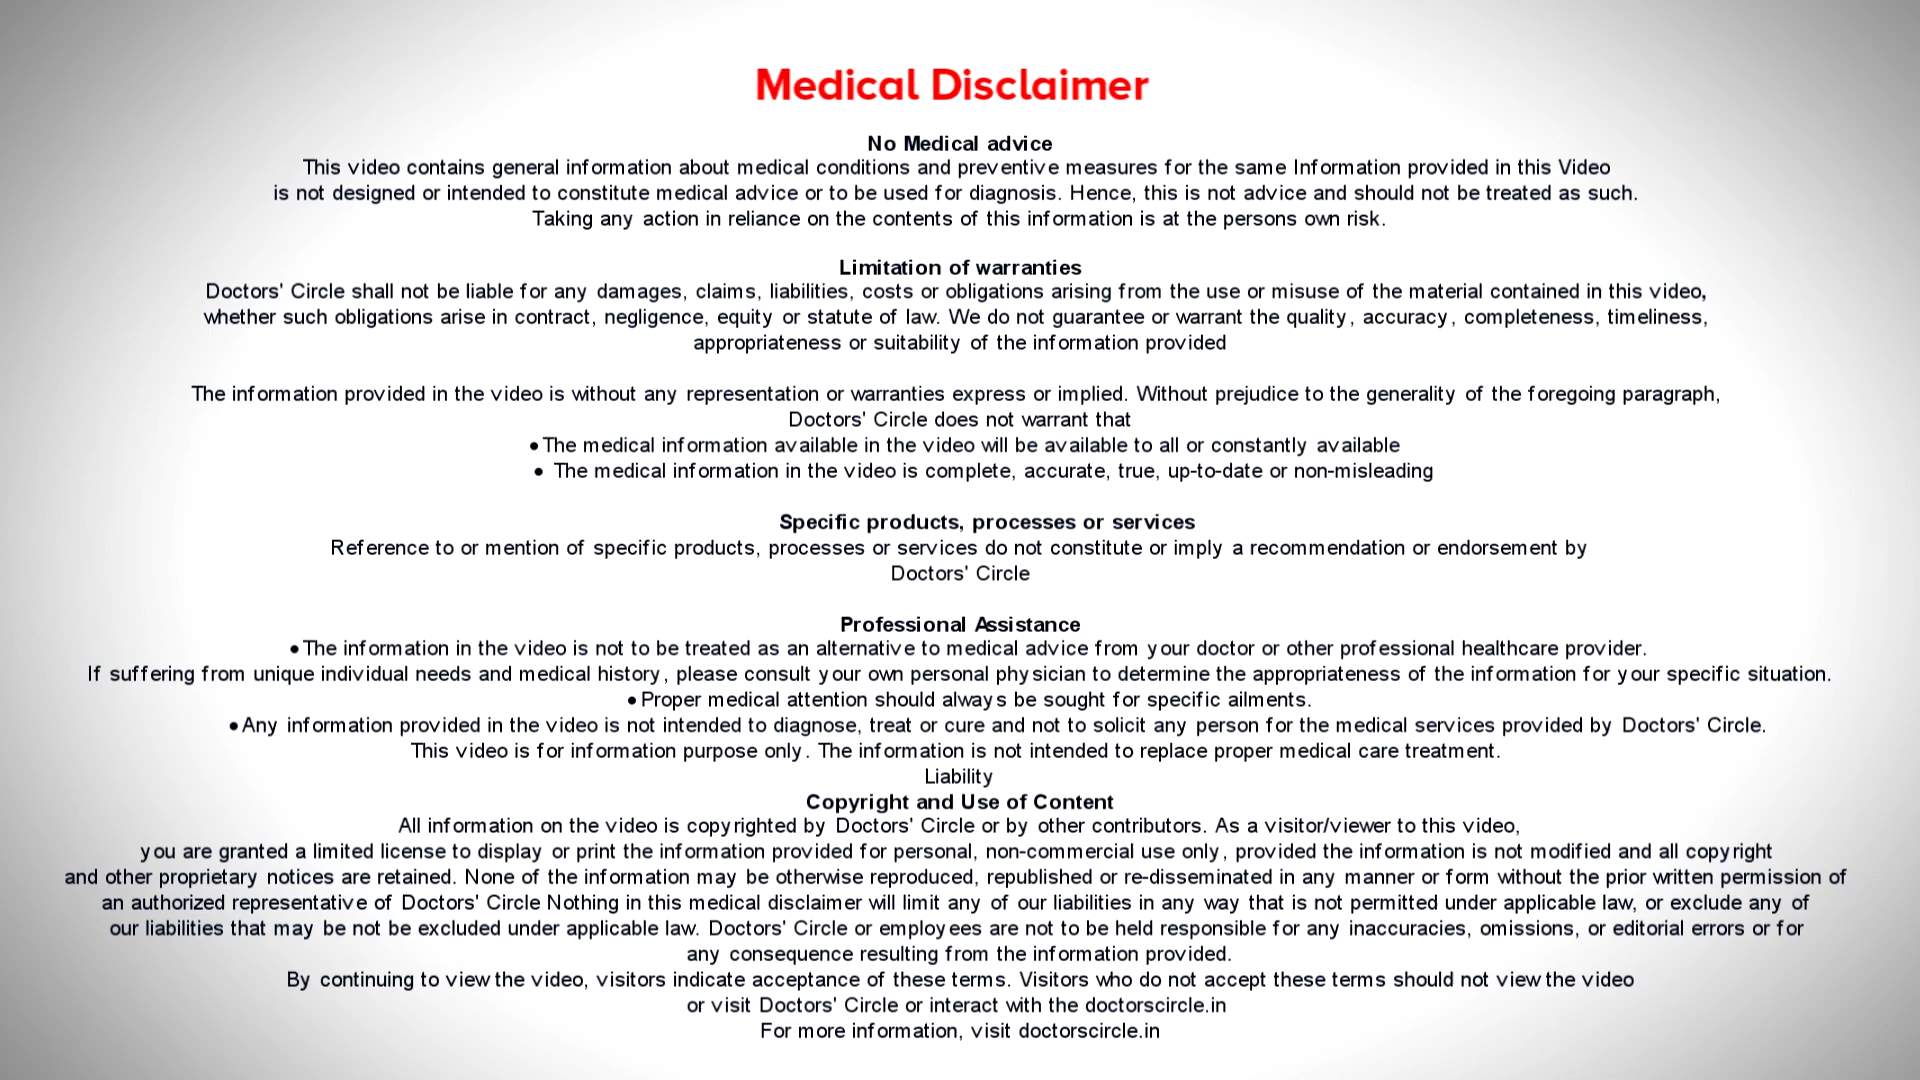 Medical Disclaimer
No Medical advice
This video contains general information about medical conditions and preventive measures for the same Information provided in this Video
is not designed or intended to constitute medical advice or to be used for diagnosis. Hence, this is not advice and should not be treated as such.
Taking any action in reliance on the contents of this information is at the persons own risk.
Limitation of warranties
Doctors' Circle shall not be liable for any damages, claims, liabilities, costs or obligations arising from the use or misuse of the material contained in this video,
whether such obligations arise in contract, negligence, equity or statute of law. We do not guarantee or warrant the quality, accuracy, completeness, timeliness,
appropriateness or suitability of the information provided
The information provided in the video is without any representation or warranties express or implied. Without prejudice to the generality of the foregoing paragraph,
Doctors' Circle does not warrant that
• The medical information available in the video will be available to all or constantly available
• The medical information in the video is complete, accurate, true, up-to-date or non-misleading
Specific products, processes or services
Reference to or mention of specific products, processes or services do not constitute or imply a recommendation or endorsement by
Doctors' Circle
Professional Assistance
• The information in the video is not to be treated as an alternative to medical advice from your doctor or other professional healthcare provider.
If suffering from unique individual needs and medical history, please consult your own personal physician to determine the appropriateness of the information for your specific situation.
• Proper medical attention should always be sought for specific ailments.
• Any information provided in the video is not intended to diagnose, treat or cure and not to solicit any person for the medical services provided by Doctors' Circle.
This video is for information purpose only. The information is not intended to replace proper medical care treatment.
Liability
Copyright and Use of Content
All information on the video is copyrighted by Doctors' Circle or by other contributors. As a visitor/viewer to this video,
you are granted a limited license to display or print the information provided for personal, non-commercial use only, provided the information is not modified and all copyright
and other proprietary notices are retained. None of the information may be otherwise reproduced, republished or re-disseminated in any manner or form without the prior written permission of
an authorized representative of Doctors' Circle Nothing in this medical disclaimer will limit any of our liabilities in any way that is not permitted under applicable law, or exclude any of
our liabilities that may be not be excluded under applicable law. Doctors' Circle or employees are not to be held responsible for any inaccuracies, omissions, or editorial errors or for
any consequence resulting from the information provided.
By continuing to view the video, visitors indicate acceptance of these terms. Visitors who do not accept these terms should not view the video
or visit Doctors' Circle or interact with the doctorscircle.in
For more information, visit doctorscircle.in